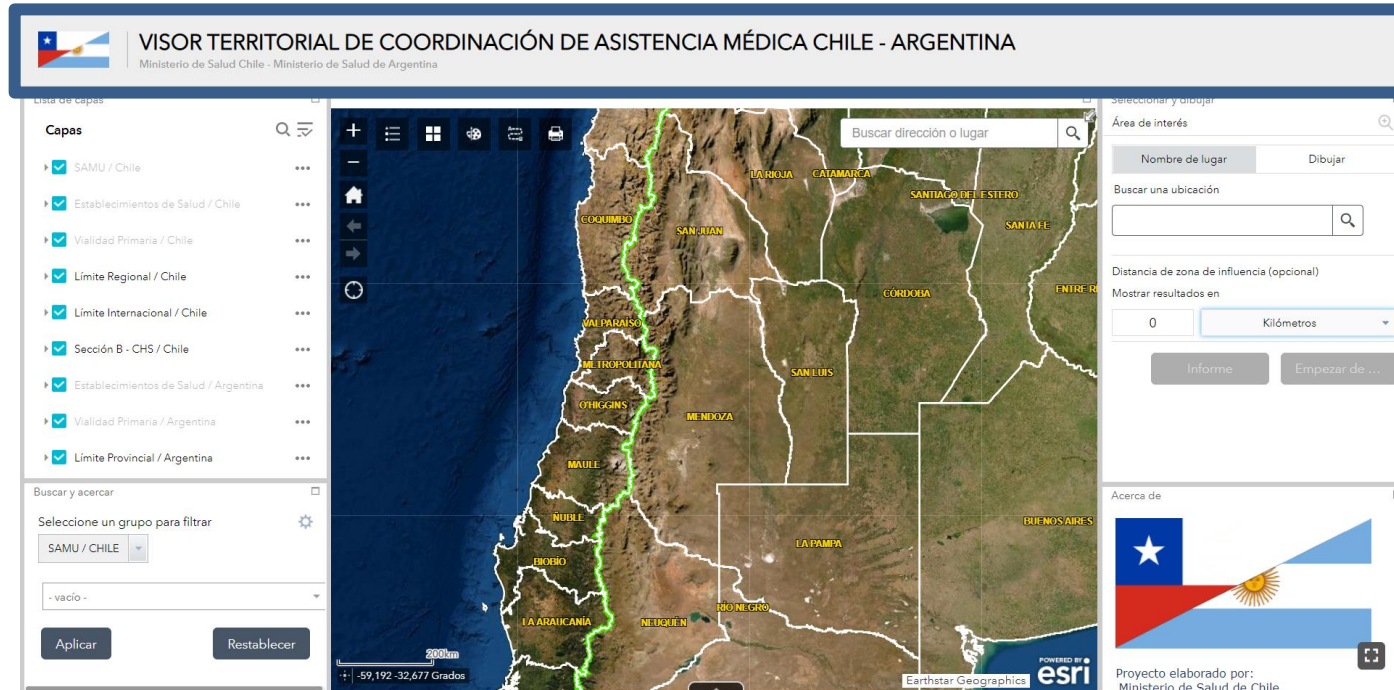 VISOR TERRITORIAL DE COORDINACIÓN DE ASISTENCIA MÉDICA CHILE - ARGENTINA
Ministerio de Salud Chile - Ministerio de Salud de Argentina
Lista de capas
Capas
SAMU / Chile
Establecimientos de Salud / Chile
Vialidad Primaria / Chile
Límite Regional / Chile
Límite Internacional / Chile
Sección B - CHS / Chile
Establecimientos de Salud / Argentina
Vialidad Primaria / Argentina
Límite Provincial / Argentina
Buscar y acercar
Seleccione un grupo para filtrar
SAMU / CHILE
- vacío -
Aplicar
Restablecer
Buscar dirección o lugar
LA RIOJA
CATAMARCA
SANTIAGO DEL ESTERO
COQUIMBO
SAN JUAN
SANTA FE
CÓRDOBA
ENTRE R
VALPARAÍSO
METROPOLITANA
SAN LUIS
O'HIGGINS
MENDOZA
MAULE
ÑUBLE
BUENOS AIRES
LA PAMPA
BIOBÍO
RÍO NEGRO
LA ARAUCANÍA
NEUQUÉN
200km
-59,192 -32,677 Grados
Earthstar Geographics
POWERED BY
esri
Seleccionar y dibujar
Área de interés
Nombre de lugar
Dibujar
Buscar una ubicación
Distancia de zona de influencia (opcional)
Mostrar resultados en
0
Kilómetros
Informe
Empezar de ...
Acerca de
Proyecto elaborado por:
Ministerio de Salud de Chile